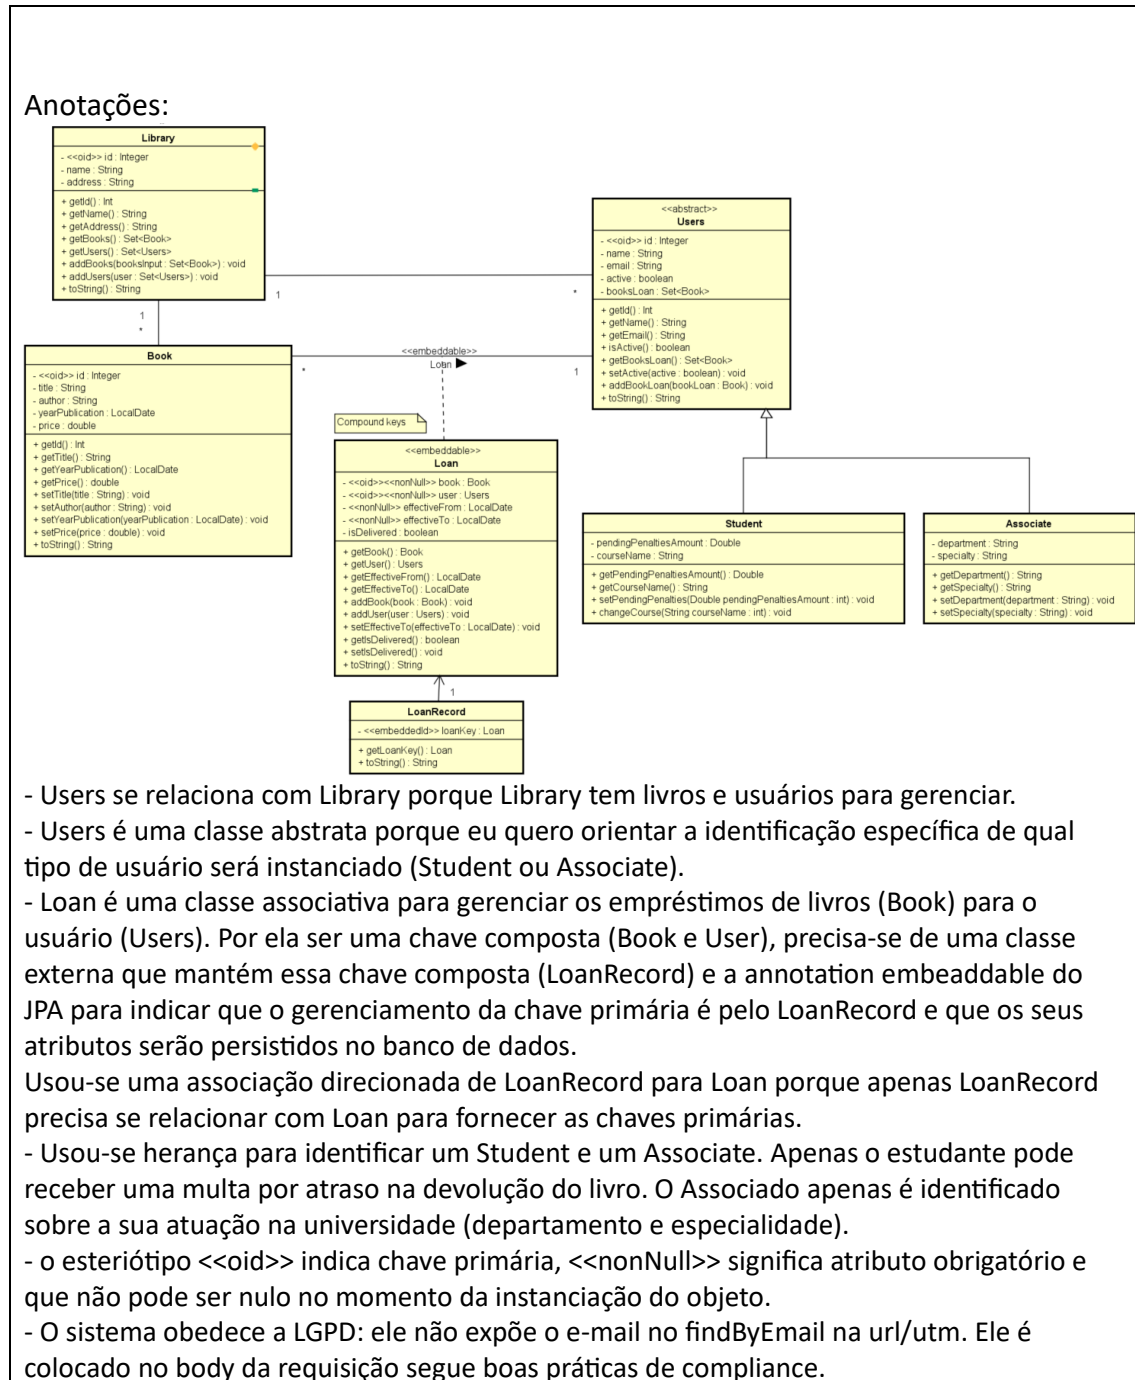 Anotações:
Library
- <<oid>> id : Integer
- name : String
- address : String
+ getId() : Int
+ getName() : String
+ getAddress() : String
+ getBooks() : Set<Book>
+ getUsers() : Set<Users>
+ addBooks(booksInput : Set<Book>) : void
+ addUsers(user : Set<Users>) : void
+ toString() : String
1
*
1
*
<<abstract>>
Users
- <<oid>> id : Integer
- name : String
- email : String
- active : boolean
- booksLoan : Set<Book>
+ getId() : Int
+ getName() : String
+ getEmail() : String
+ isActive() : boolean
+ getBooksLoan() : Set<Book>
+ setActive(active : boolean) : void
+ addBookLoan(bookLoan : Book) : void
+ toString() : String
Book
- <<oid>> id : Integer
- title : String
- author : String
- yearPublication : LocalDate
- price : double
+ getId() : Int
+ getTitle() : String
+ getYearPublication() : LocalDate
+ getPrice() : double
+ setTitle(title : String) : void
+ setAuthor(author : String) : void
+ setYearPublication(yearPublication : LocalDate) : void
+ setPrice(price : double) : void
+ toString() : String
*
<<embeddable>>
Loan
1
Compound keys
<<embeddable>>
Loan
- <<oid>><<nonNull>> book : Book
- <<oid>><<nonNull>> user : Users
- <<nonNull>> effectiveFrom : LocalDate
- <<nonNull>> effectiveTo : LocalDate
- isDelivered : boolean
+ getBook() : Book
+ getUser() : Users
+ getEffectiveFrom() : LocalDate
+ getEffectiveTo() : LocalDate
+ addBook(book : Book) : void
+ addUser(user : Users) : void
+ setEffectiveTo(effectiveTo : LocalDate) : void
+ getIsDelivered() : boolean
+ setIsDelivered() : void
+ toString() : String
Student
- pendingPenaltiesAmount : Double
- courseName : String
+ getPendingPenaltiesAmount() : Double
+ getCourseName() : String
+ setPendingPenalties(Double pendingPenaltiesAmount : int) : void
+ changeCourse(String courseName : int) : void
Associate
- department : String
- specialty : String
+ getDepartment() : String
+ getSpecialty() : String
+ setDepartment(department : String) : void
+ setSpecialty(specialty : String) : void
1
LoanRecord
- <<embeddedId>> loanKey : Loan
+ getLoanKey() : Loan
+ toString() : String
- Users se relaciona com Library porque Library tem livros e usuários para gerenciar.
- Users é uma classe abstrata porque eu quero orientar a identificação específica de qual
tipo de usuário será instanciado (Student ou Associate).
- Loan é uma classe associativa para gerenciar os empréstimos de livros (Book) para o
usuário (Users). Por ela ser uma chave composta (Book e User), precisa-se de uma classe
externa que mantém essa chave composta (LoanRecord) e a annotation embeaddable do
JPA para indicar que o gerenciamento da chave primária é pelo LoanRecord e que os seus
atributos serão persistidos no banco de dados.
Usou-se uma associação direcionada de LoanRecord para Loan porque apenas LoanRecord
precisa se relacionar com Loan para fornecer as chaves primárias.
- Usou-se herança para identificar um Student e um Associate. Apenas o estudante pode
receber uma multa por atraso na devolução do livro. O Associado apenas é identificado
sobre a sua atuação na universidade (departamento e especialidade).
- o esteriótipo <<oid>> indica chave primária, <<nonNull>> significa atributo obrigatório e
que não pode ser nulo no momento da instanciação do objeto.
- O sistema obedece a LGPD: ele não expõe o e-mail no findByEmail na url/utm. Ele é
colocado no body da requisição segue boas práticas de compliance.